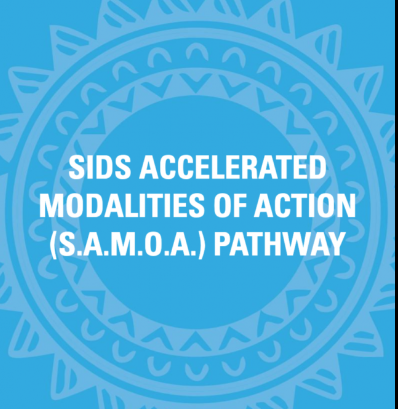 SIDS ACCELERATED
MODALITIES OF ACTION
(S.A.M.O.A.) PATHWAY